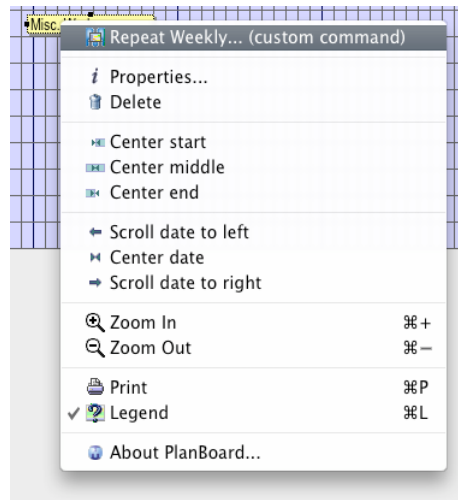 Misc.
Repeat Weekly... (custom command)
Properties...
Delete
Center start
Center middle
Center end
Scroll date to left
Center date
Scroll date to right
Zoom In ⌘+
Zoom Out ⌘−
Print ⌘P
Legend ⌘L
About PlanBoard...